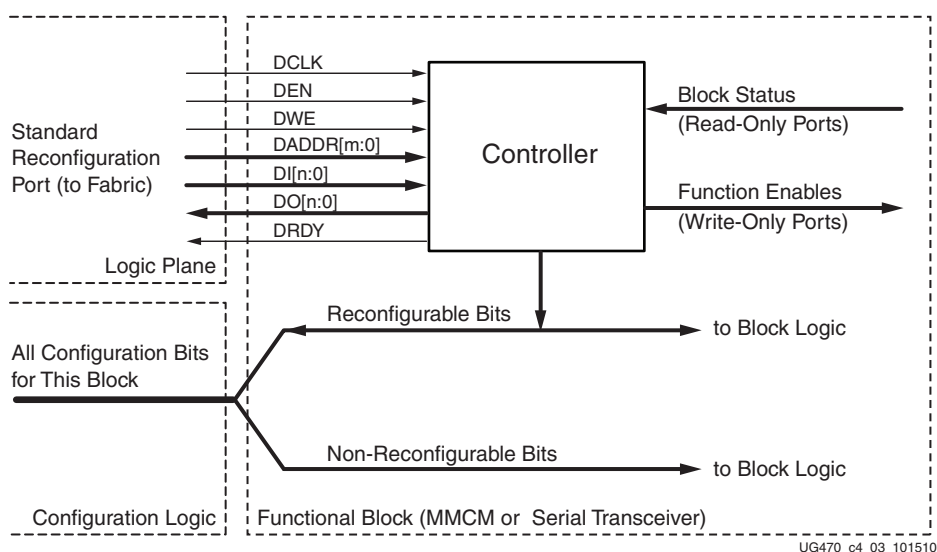 DCLK
DEN
DWE
DADDR[m:0]
DI[n:0]
DO[n:0]
DRDY
Standard
Reconfiguration
Port (to Fabric)
Logic Plane
Controller
Block Status
(Read-Only Ports)
Function Enables
(Write-Only Ports)
Reconfigurable Bits
to Block Logic
All Configuration Bits
for This Block
Non-Reconfigurable Bits
to Block Logic
Configuration Logic
Functional Block (MMCM or Serial Transceiver)
UG470_c4_03_101510